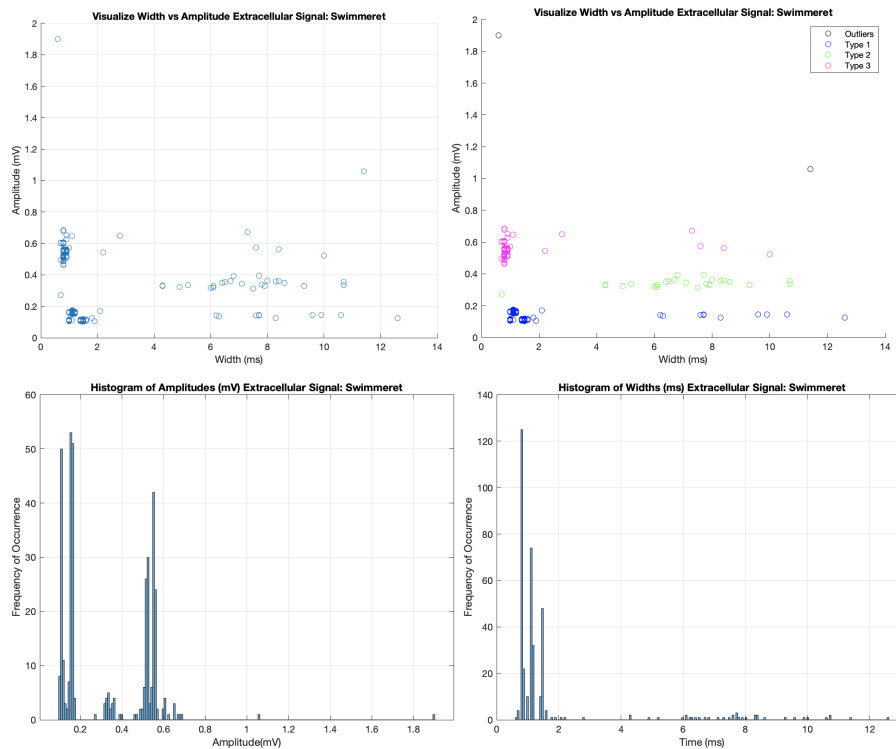 Visualize Width vs Amplitude Extracellular Signal: Swimmeret
2
1.8
1.6
1.4
1.2
1
0.8
0.6
0.4
0.2
0
Amplitude (mV)
0 2 4 6 8 10 12 14
Width (ms)
Visualize Width vs Amplitude Extracellular Signal: Swimmeret
Outliers
Type 1
Type 2
Type 3
2
1.8
1.6
1.4
1.2
1
0.8
0.6
0.4
0.2
0
Amplitude (mV)
0 2 4 6 8 10 12 14
Width (ms)
Histogram of Amplitudes (mV) Extracellular Signal: Swimmeret
60
50
40
30
20
10
0
Frequency of Occurrence
0.2 0.4 0.6 0.8 1 1.2 1.4 1.6 1.8
Amplitude(mV)
Histogram of Widths (ms) Extracellular Signal: Swimmeret
140
120
100
80
60
40
20
0
Frequency of Occurrence
0 2 4 6 8 10 12
Time (ms)